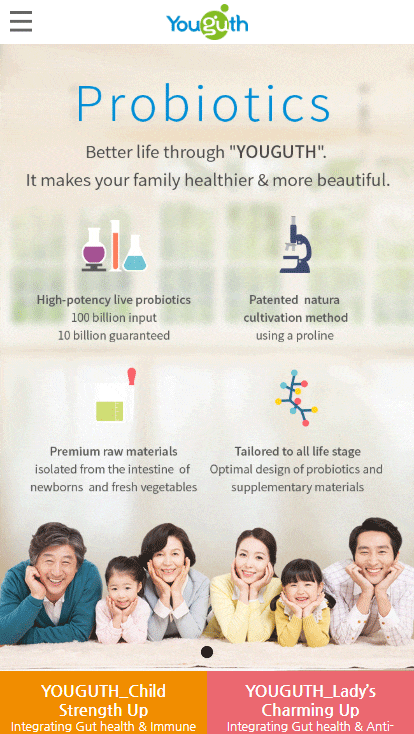 Youguth
Probiotics
Better life through "YOUGUTH".
It makes your family healthier & more beautiful.
High-potency live probiotics
100 billion input
10 billion guaranteed
Patented natura
cultivation method
using a proline
Premium raw materials
isolated from the intestine of
newborns and fresh vegetables
Tailored to all life stage
Optimal design of probiotics and
supplementary materials
YOUGUTH_Child
Strength Up
Integrating Gut health & Immune
YOUGUTH_Lady's
Charming Up
Integrating Gut health & Anti-